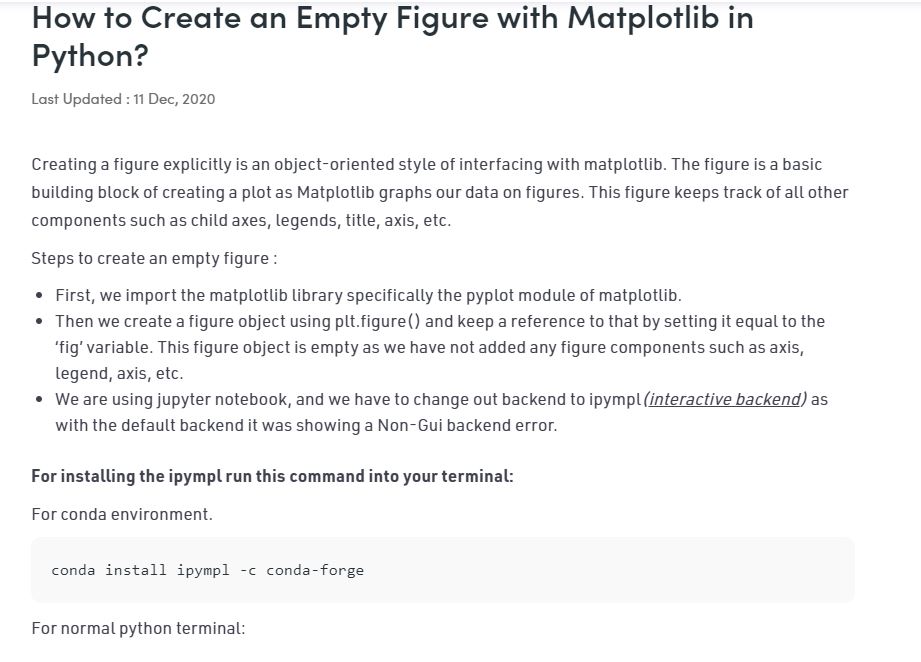 How to Create an Empty Figure with Matplotlib in
Python?
Last Updated : 11 Dec, 2020
Creating a figure explicitly is an object-oriented style of interfacing with matplotlib. The figure is a basic
building block of creating a plot as Matplotlib graphs our data on figures. This figure keeps track of all other
components such as child axes, legends, title, axis, etc.
Steps to create an empty figure :
• First, we import the matplotlib library specifically the pyplot module of matplotlib.
• Then we create a figure object using plt.figure() and keep a reference to that by setting it equal to the
‘fig’ variable. This figure object is empty as we have not added any figure components such as axis,
legend, axis, etc.
• We are using jupyter notebook, and we have to change out backend to ipympl(interactive backend) as
with the default backend it was showing a Non-Gui backend error.
For installing the ipympl run this command into your terminal:
For conda environment.
conda install ipympl -c conda-forge
For normal python terminal: